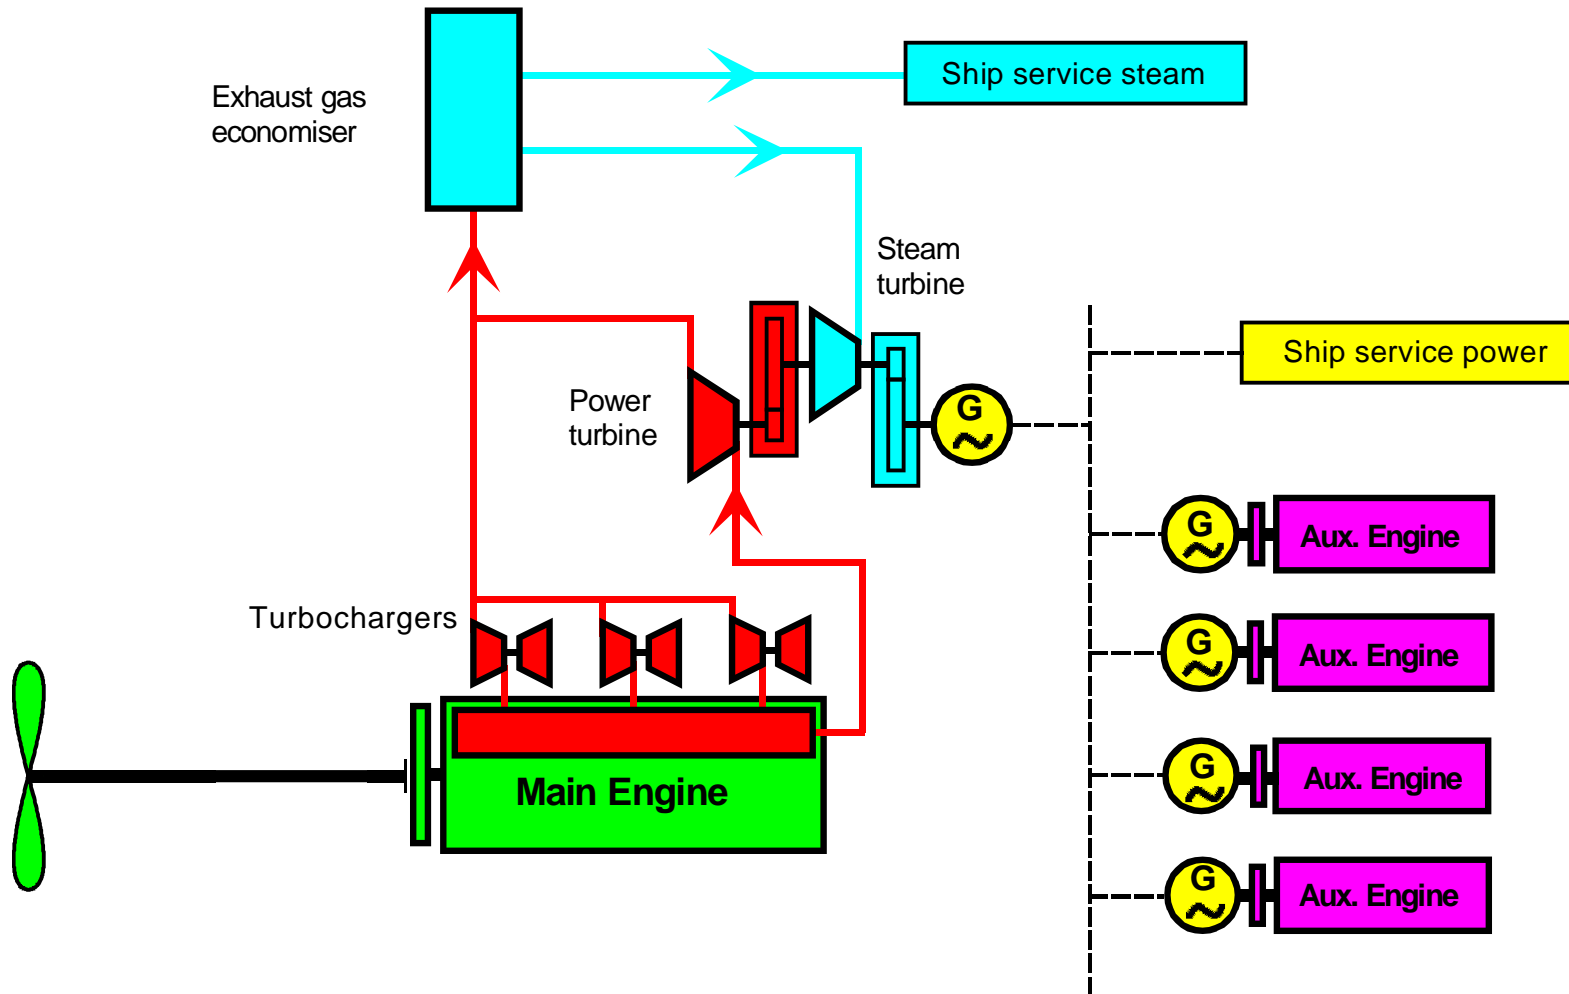 Ship service steam
Exhaust gas
economiser
Steam
turbine
Ship service power
Power
turbine
G
G
Aux. Engine
Turbochargers
G
Aux. Engine
Main Engine
G
Aux. Engine
G
Aux. Engine